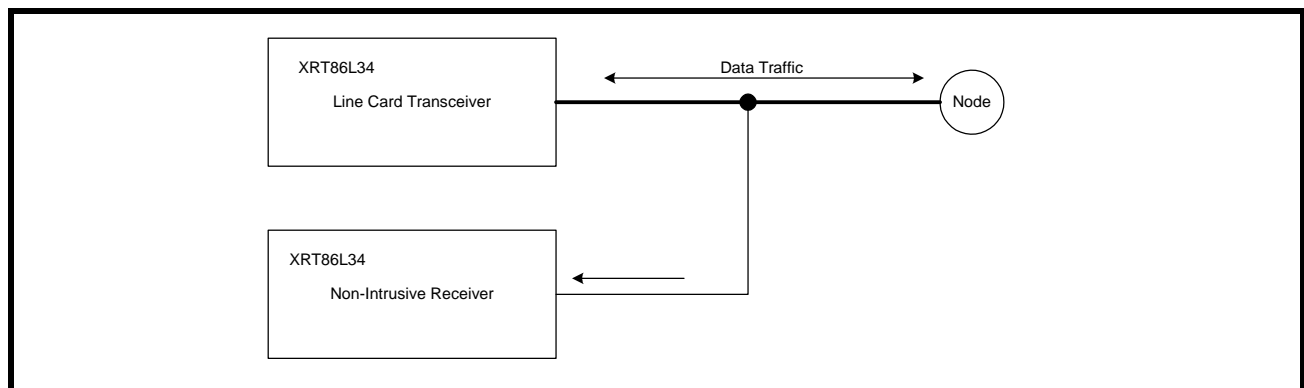 XRT86L34
Line Card Transceiver
Data Traffic
Node
XRT86L34
Non-Intrusive Receiver